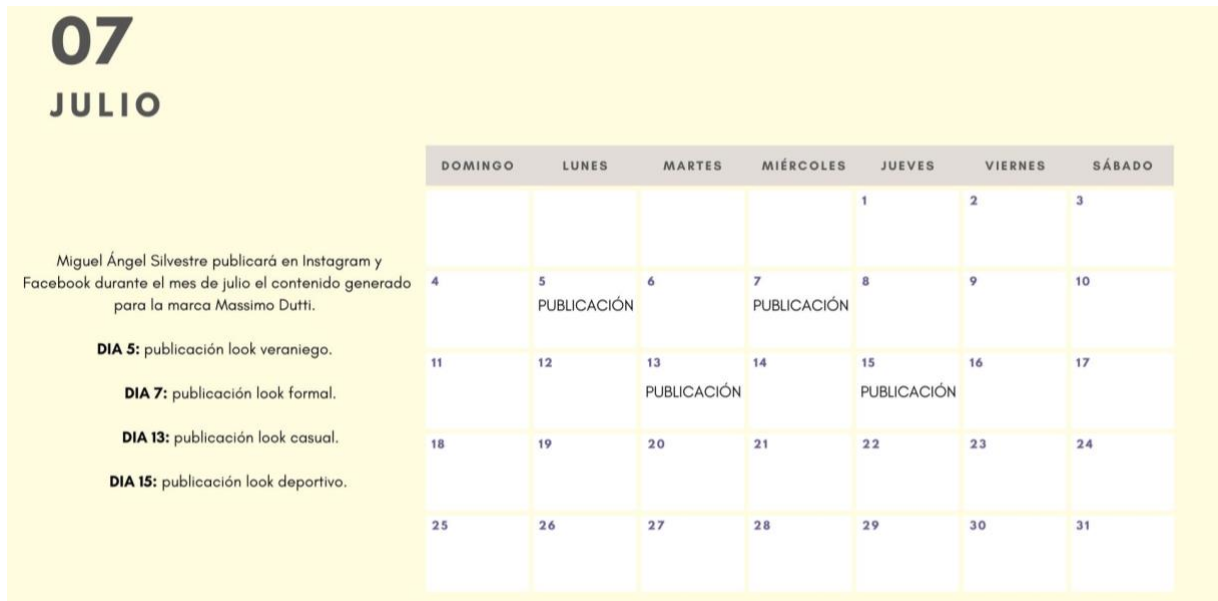 07
JULIO
Miguel Ángel Silvestre publicará en Instagram y
Facebook durante el mes de julio el contenido generado
para la marca Massimo Dutti.
DIA 5: publicación look veraniego.
DIA 7: publicación look formal.
DIA 13: publicación look casual.
DIA 15: publicación look deportivo.
DOMINGO LUNES MARTES MIÉRCOLES JUEVES VIERNES SÁBADO
1 2 3
4 5 6 7 8 9 10
PUBLICACIÓN PUBLICACIÓN
11 12 13 14 15 16 17
PUBLICACIÓN PUBLICACIÓN
18 19 20 21 22 23 24
25 26 27 28 29 30 31